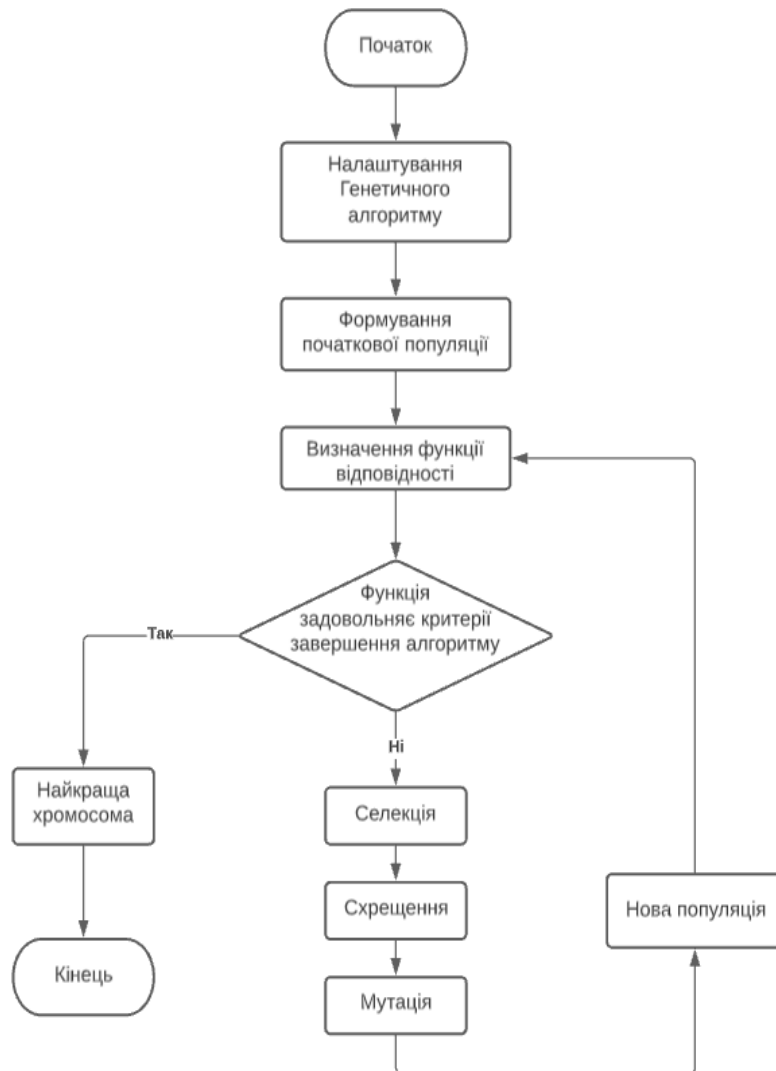 Початок
Налаштування
Генетичного
алгоритму
Формування
початкової популяції
Визначення функції
відповідності
Функція
задовольняє критерії
завершення алгоритму
Так
Ні
Найкраща
хромосома
Селекція
Схрещення
Нова популяція
Кінець
Мутація